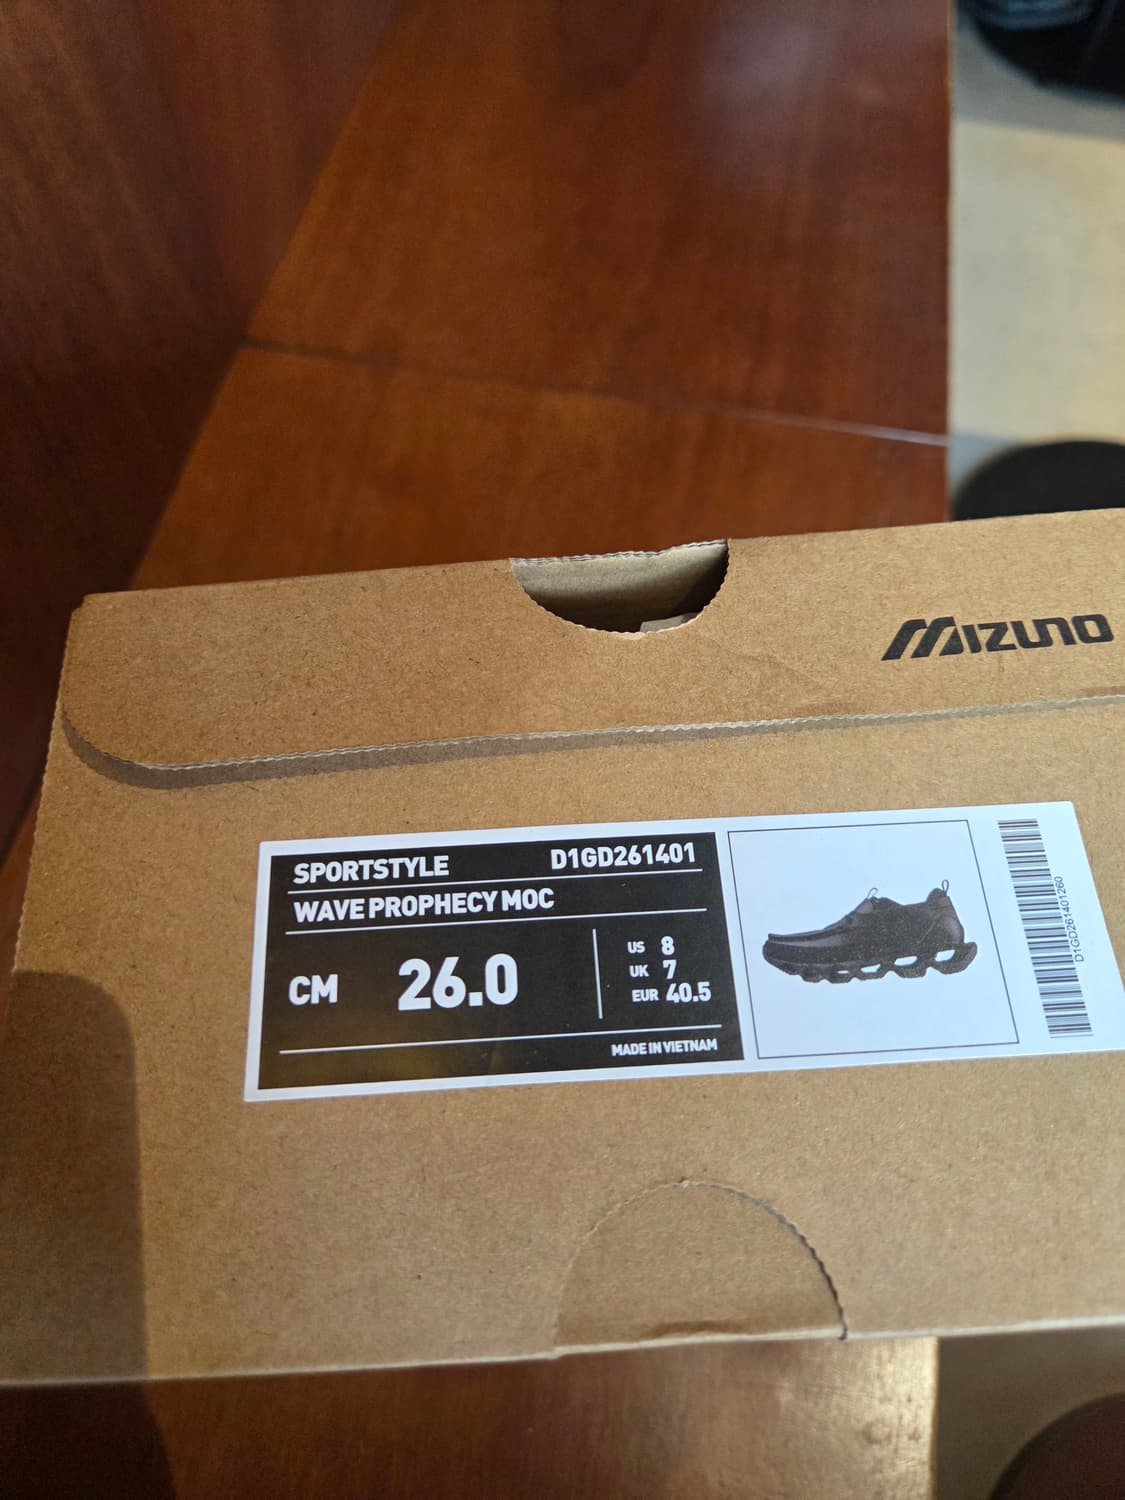 MIZUNO
SPORTSTYLE D1GD261401
WAVE PROPHECY MOC
CM 26.0
US 8
UK 7
EUR 40.5
MADE IN VIETNAM
D1GD261401260